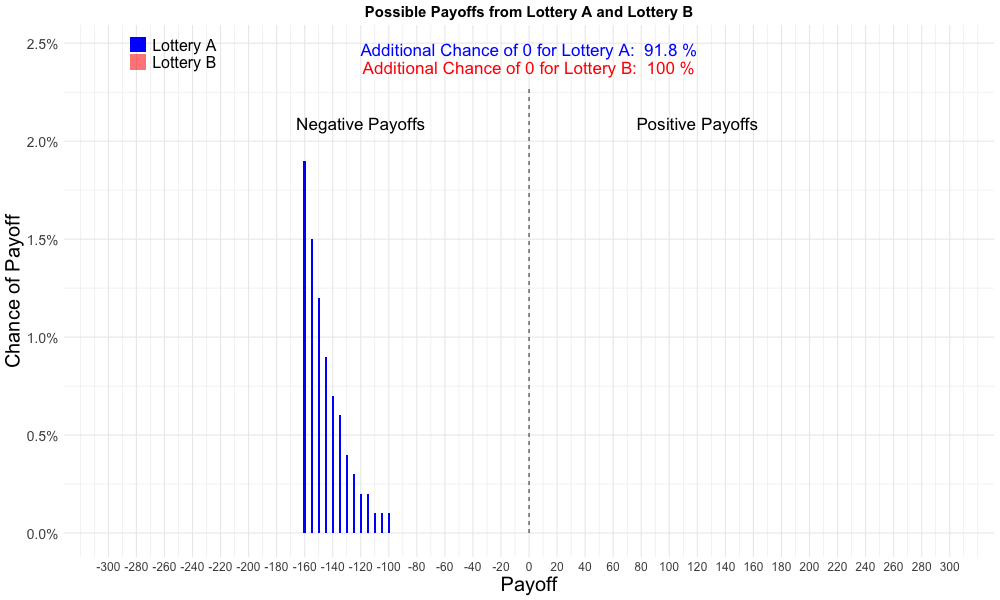 Possible Payoffs from Lottery A and Lottery B
2.5%
Lottery A
Lottery B
Additional Chance of 0 for Lottery A: 91.8 %
Additional Chance of 0 for Lottery B: 100 %
Negative Payoffs
Positive Payoffs
2.0%
1.5%
1.0%
0.5%
0.0%
Chance of Payoff
-300 -280 -260 -240 -220 -200 -180 -160 -140 -120 -100 -80 -60 -40 -20 0 20 40 60 80 100 120 140 160 180 200 220 240 260 280 300
Payoff